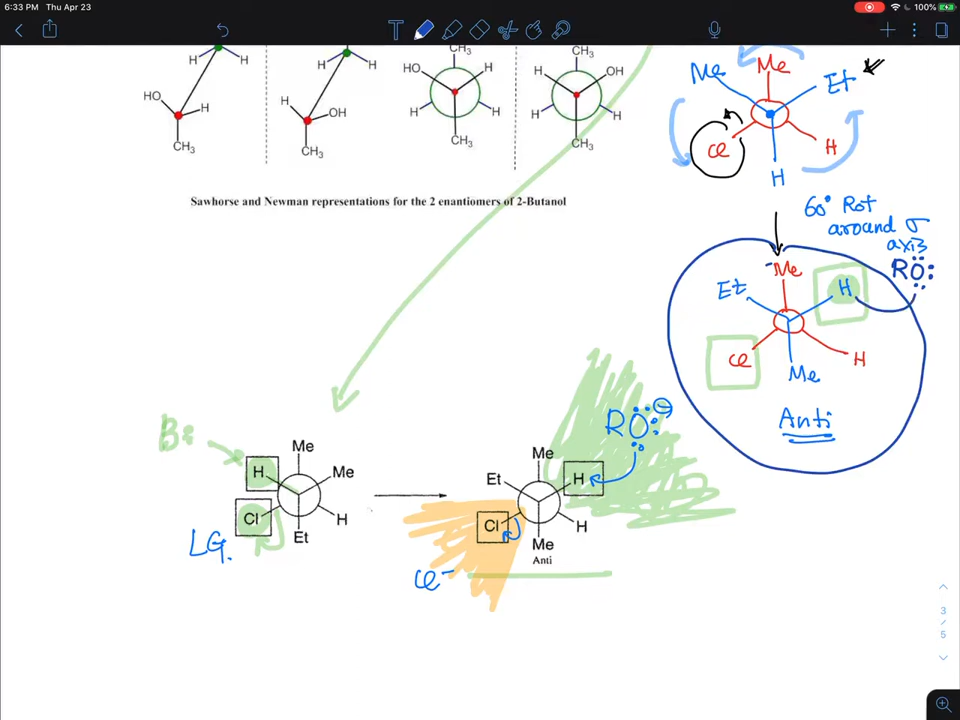 6:33 PM Thu Apr 23
100%
T
H H
HO H
CH₃
H H
H OH
CH₃
CH₃
HO H
H H
CH₃
CH₃
H OH
H H
CH₃
Sawhorse and Newman representations for the 2 enantiomers of 2-Butanol
Me Me Et
Cl H
H
60° Rot
around σ
axis
RO:
Me
Et H
Cl H
Me
Anti
B:
Me
H Me
Cl H
Et
LG.
RO:⊖
Me
Et H
Cl H
Me
Anti
Cl⁻
3
/
5